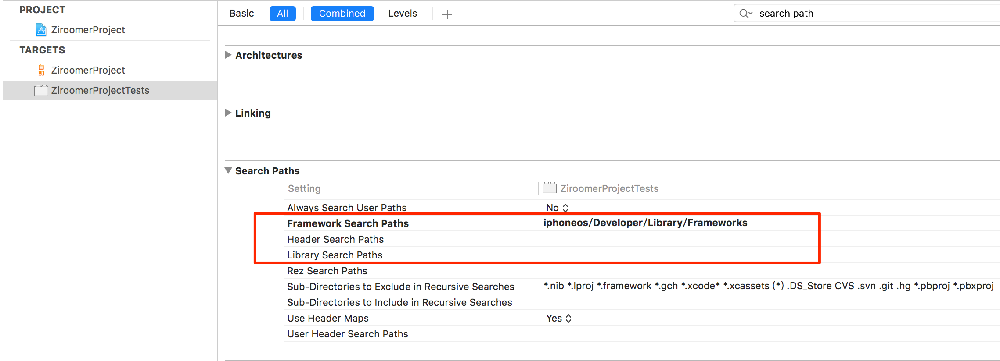 PROJECT
ZiroomerProject
TARGETS
自如 ZiroomerProject
ZiroomerProjectTests
Basic All Combined Levels
search path
Architectures
Linking
Search Paths
Setting ZiroomerProjectTests
Always Search User Paths No
Framework Search Paths iphoneos/Developer/Library/Frameworks
Header Search Paths
Library Search Paths
Rez Search Paths
Sub-Directories to Exclude in Recursive Searches *.nib *.lproj *.framework *.gch *.xcode* *.xcassets (*) .DS_Store CVS .svn .git .hg *.pbproj *.pbxproj
Sub-Directories to Include in Recursive Searches
Use Header Maps Yes
User Header Search Paths